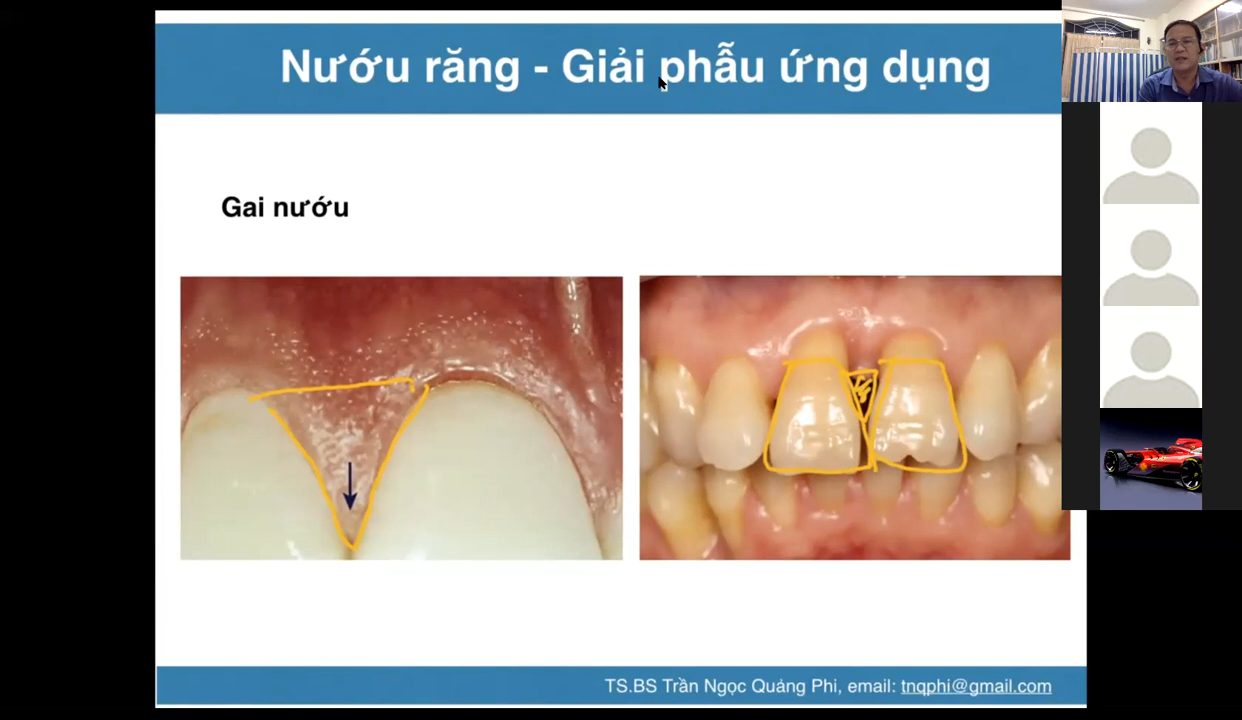 Nướu răng - Giải phẫu ứng dụng
Gai nướu
TS.BS Trần Ngọc Quảng Phi, email: tnqphi@gmail.com